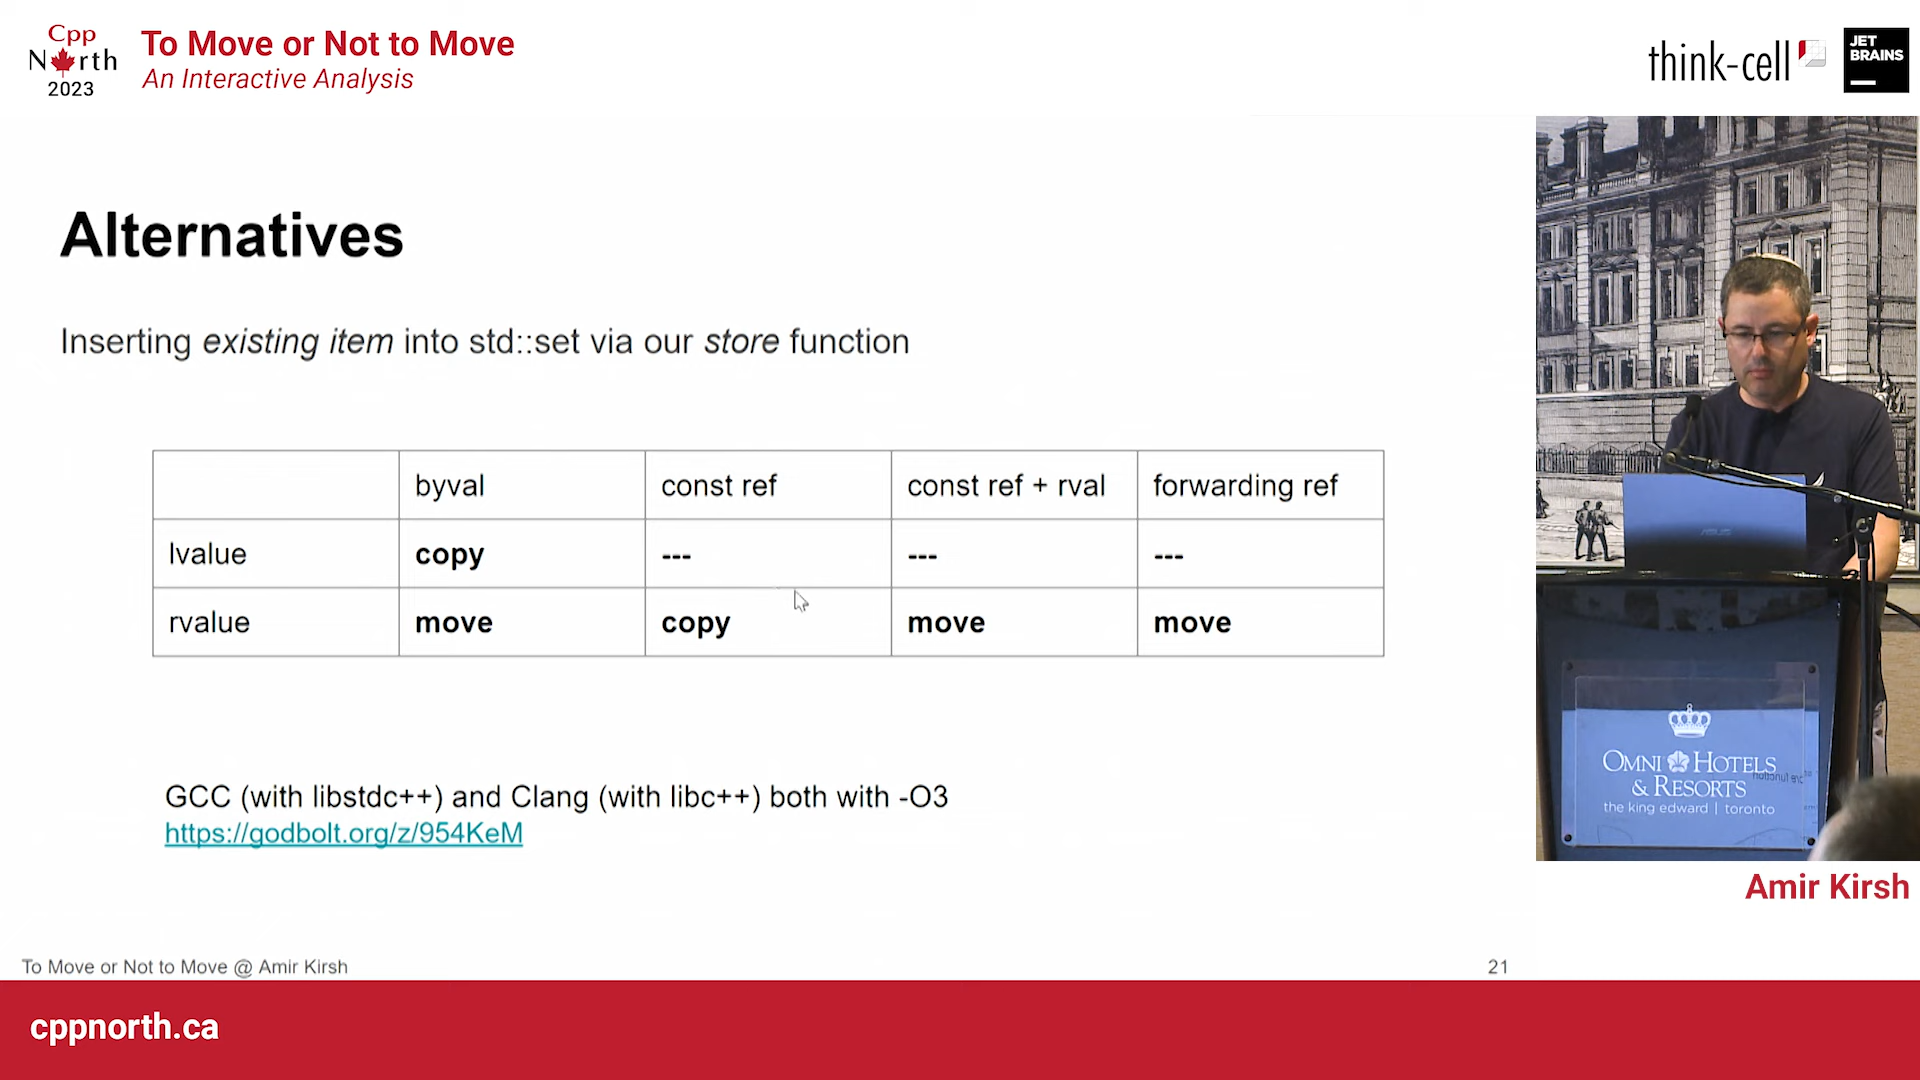 Cpp
North
2023
To Move or Not to Move
An Interactive Analysis
think-cell
JET
BRAINS
Alternatives
Inserting existing item into std::set via our store function
byval const ref const ref + rval forwarding ref
lvalue copy --- --- ---
rvalue move copy move move
GCC (with libstdc++) and Clang (with libc++) both with -O3
https://godbolt.org/z/954KeM
To Move or Not to Move @ Amir Kirsh
21
ASUS
OMNI HOTELS
& RESORTS
the king edward | toronto
Amir Kirsh
cppnorth.ca